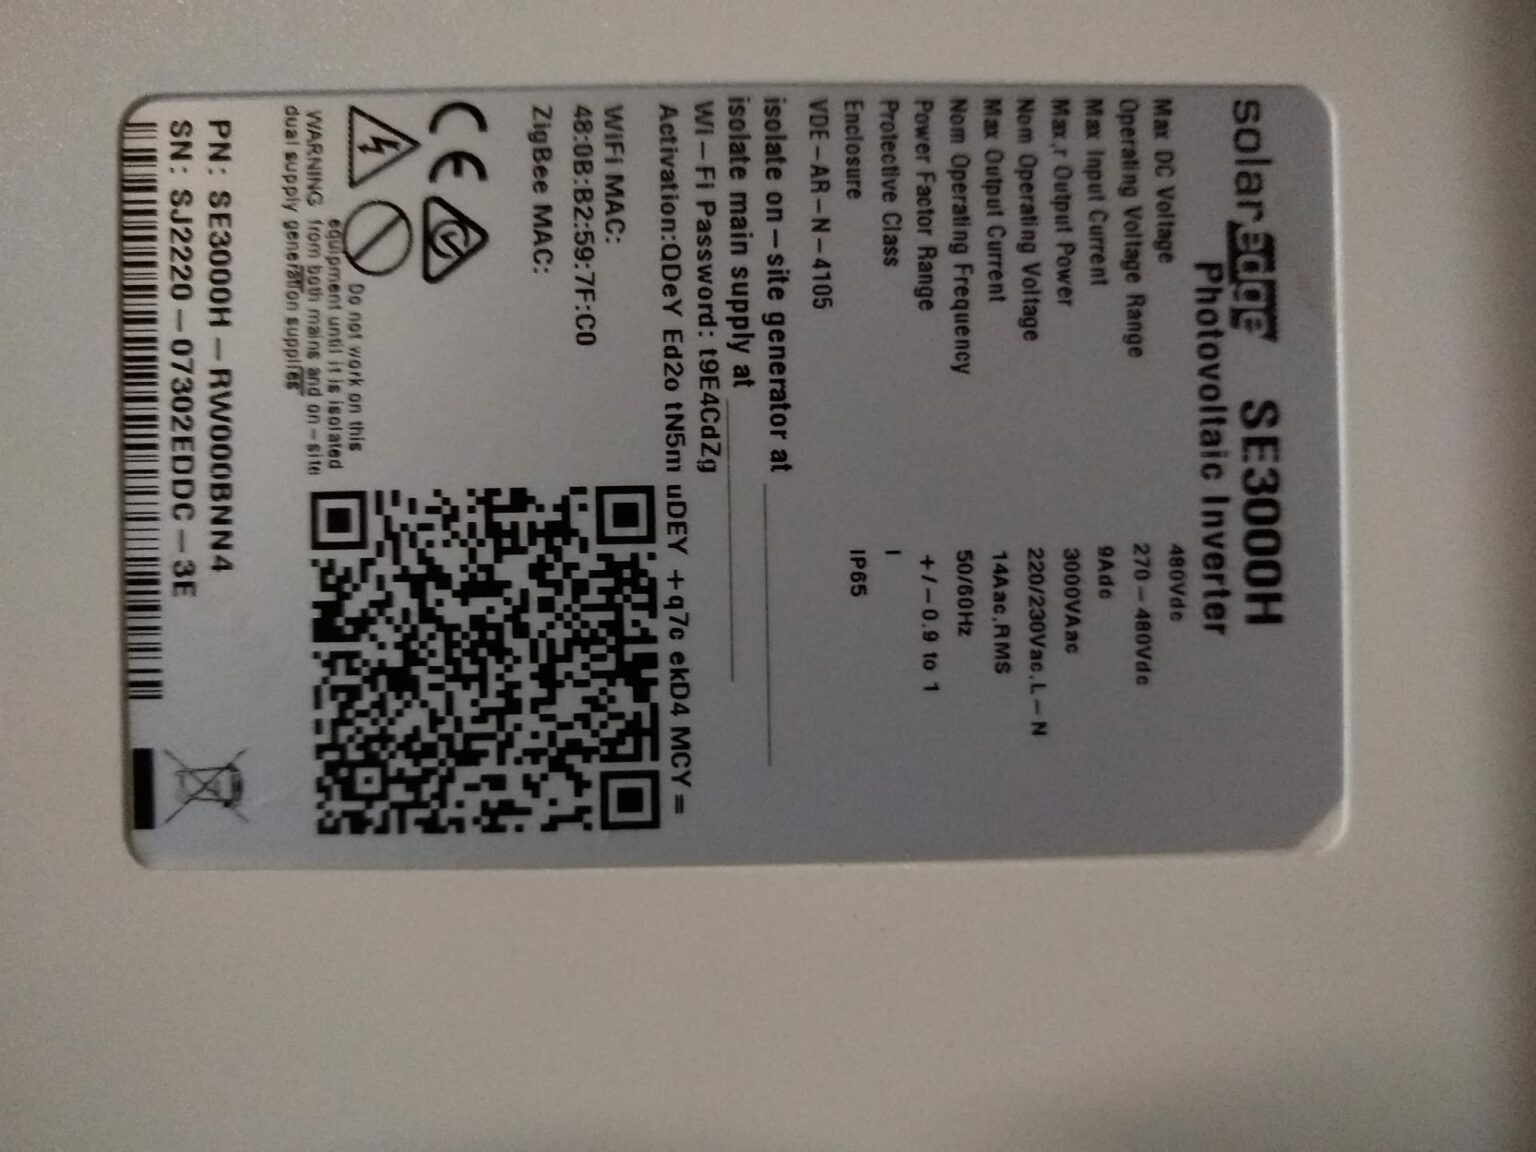 solaredge SE3000H
Photovoltaic Inverter
Max DC Voltage 480Vdc
Operating Voltage Range 270-480Vdc
Max Input Current 9Adc
Max,r Output Power 3000VAac
Nom Operating Voltage 220/230Vac,L-N
Max Output Current 14Aac,RMS
Nom Operating Frequency 50/60Hz
Power Factor Range +/-0.9 to 1
Protective Class I
Enclosure IP65
VDE-AR-N-4105
isolate on-site generator at
isolate main supply at
Wi-Fi Password: t9E4CdZg
Activation:QDeY Ed2o tN5m uDEY +q7c ekD4 MCY=
WiFi MAC:
48:0B:B2:59:7F:C0
ZigBee MAC:
CE
Do not work on this
equipment until it is isolated
WARNING from both mains and on-site
dual supply generation supplies
PN: SE3000H-RW000BNN4
SN: SJ2220-07302EDDC-3E